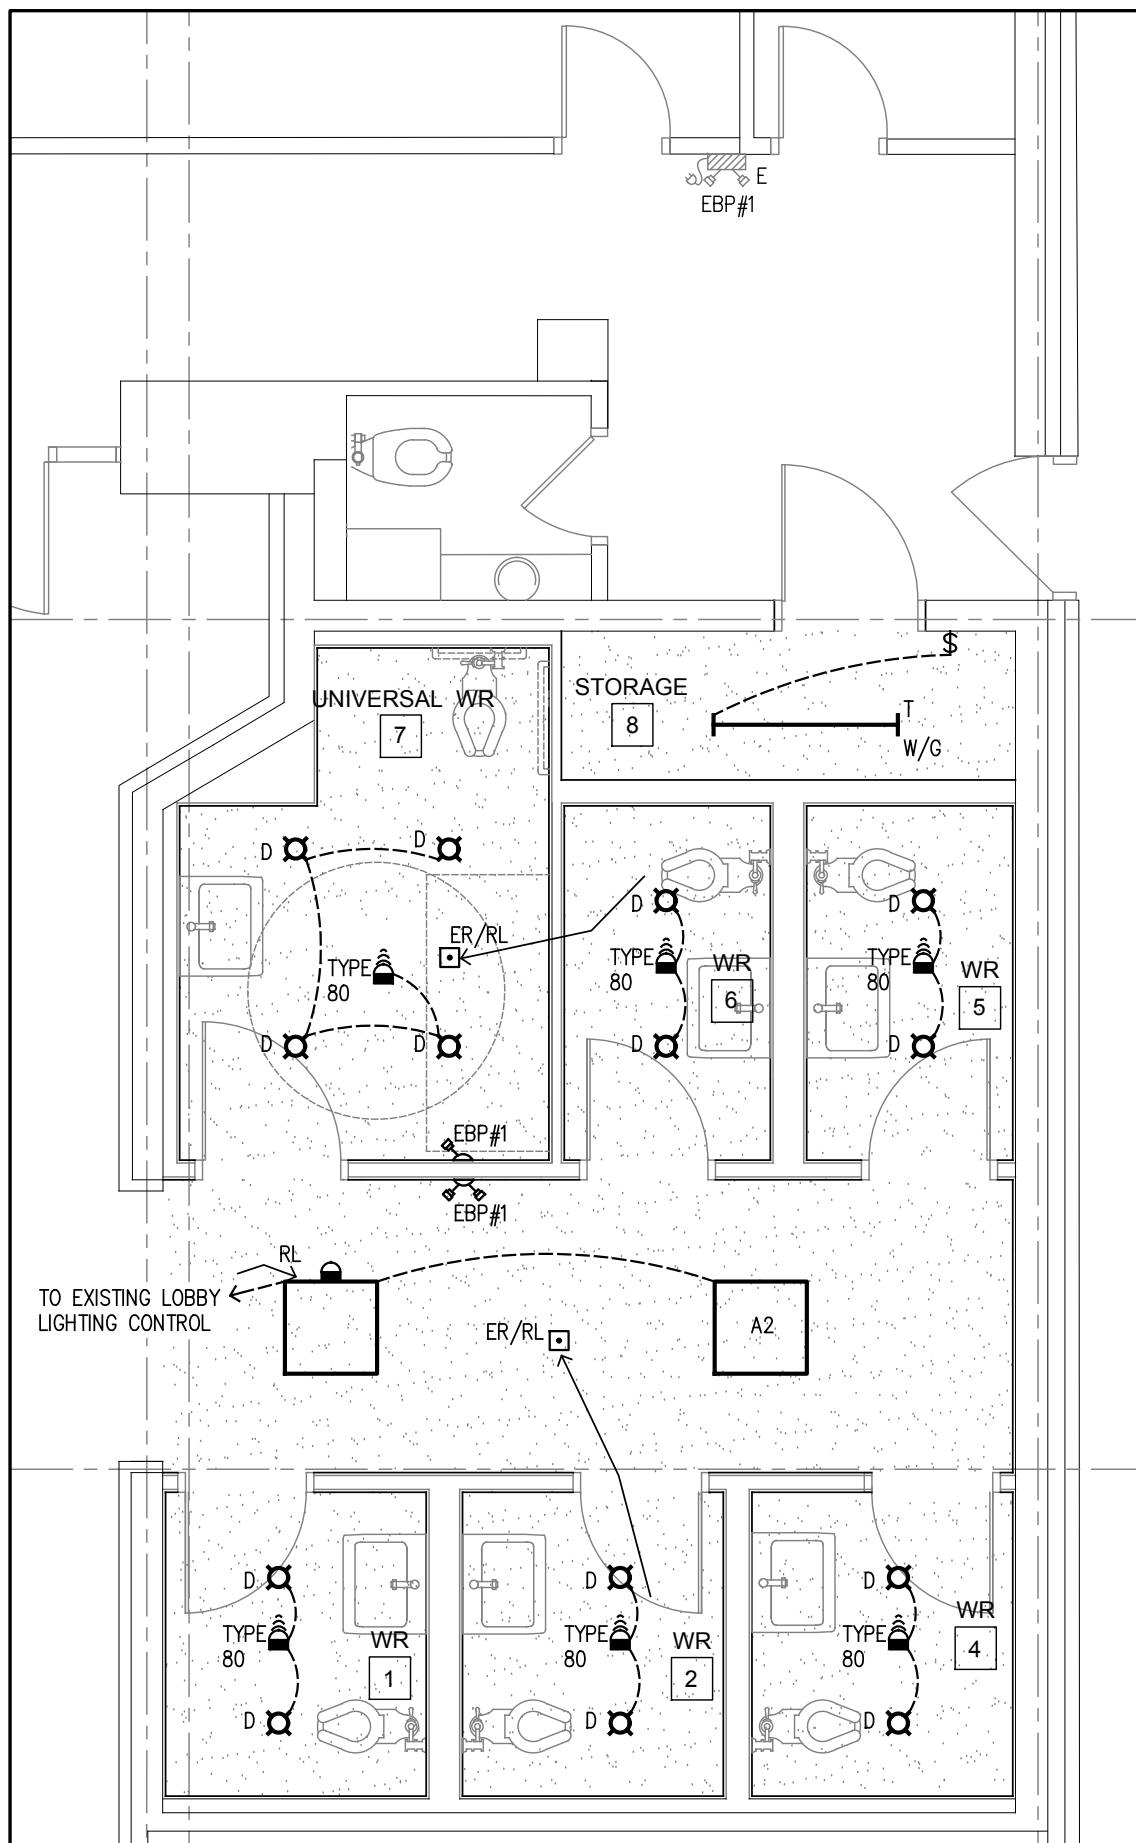 E
EBP#1
$
UNIVERSAL WR
7
STORAGE
8
T
W/G
D
D
D
D
ER/RL
TYPE
80
TYPE
80
WR
6
TYPE
80
WR
5
D
D
D
D
EBP#1
EBP#1
RL
TO EXISTING LOBBY
LIGHTING CONTROL
ER/RL
A2
D
D
D
TYPE
80
WR
1
TYPE
80
WR
2
TYPE
80
WR
4
D
D
D